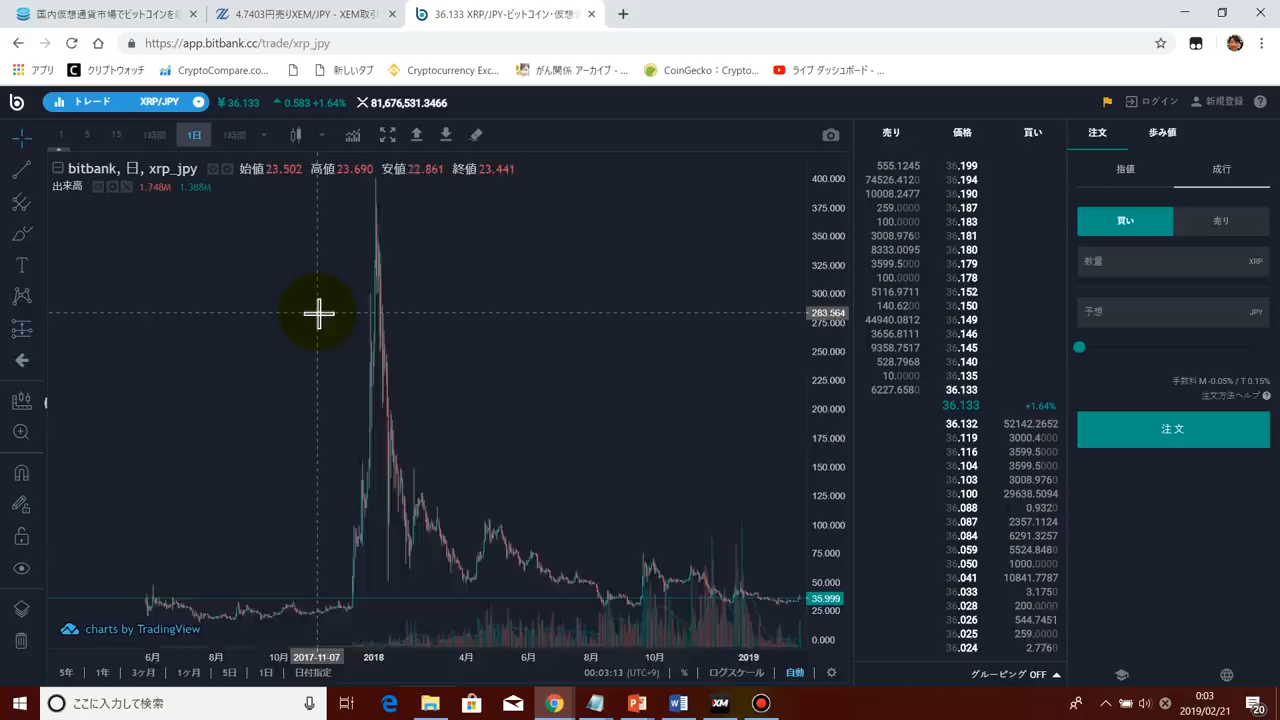 国内仮想通貨市場でビットコインを
4.7403円売りXEM/JPY - XEM取引
36.133 XRP/JPY-ビットコイン・仮想通
https://app.bitbank.cc/trade/xrp_jpy
アプリ
クリプトウォッチ
CryptoCompare.co...
新しいタブ
Cryptocurrency Exc...
がん関係 アーカイブ - ...
CoinGecko：Crypto...
ライブ ダッシュボード - ...
トレード XRP/JPY
¥36.133 0.583 +1.64% 81,676,531.3466
ログイン
新規登録
1 5 15 1時間 1日 1時間
bitbank, 日, xrp_jpy 始値23.502 高値23.690 安値22.861 終値23.441
出来高 1.748M 1.388M
400.000
375.000
350.000
325.000
300.000
283.564
275.000
250.000
225.000
200.000
175.000
150.000
125.000
100.000
75.000
50.000
35.999
25.000
0.000
charts by TradingView
6月 8月 10月 2017-11-07 2018 4月 6月 8月 10月 2019
5年 1年 3ヶ月 1ヶ月 5日 1日 日付指定 00:03:13 (UTC+9) % ログスケール 自動
売り 価格 買い
555.1245 36.199
74526.4120 36.194
10008.2477 36.190
259.0000 36.187
100.0000 36.183
3008.9760 36.181
8333.0095 36.180
3599.5000 36.179
100.0000 36.178
5116.9711 36.152
140.6200 36.150
44940.0812 36.149
3656.8111 36.146
9358.7517 36.145
528.7968 36.140
10.0000 36.135
6227.6580 36.133
36.133 +1.64%
36.132 52142.2652
36.119 3000.4000
36.116 3599.5000
36.104 3599.5000
36.103 3008.9760
36.100 29638.5094
36.088 0.9320
36.087 2357.1124
36.084 6291.3257
36.059 5524.8480
36.050 1000.0000
36.041 10841.7787
36.033 3.1750
36.028 200.0000
36.026 544.7451
36.025 259.0000
36.024 2.7760
グルーピング OFF
注文 歩み値
指値 成行
買い 売り
数量 XRP
予想 JPY
手数料 M -0.05% / T 0.15%
注文方法ヘルプ
注文
ここに入力して検索
XM
0:03
2019/02/21
20